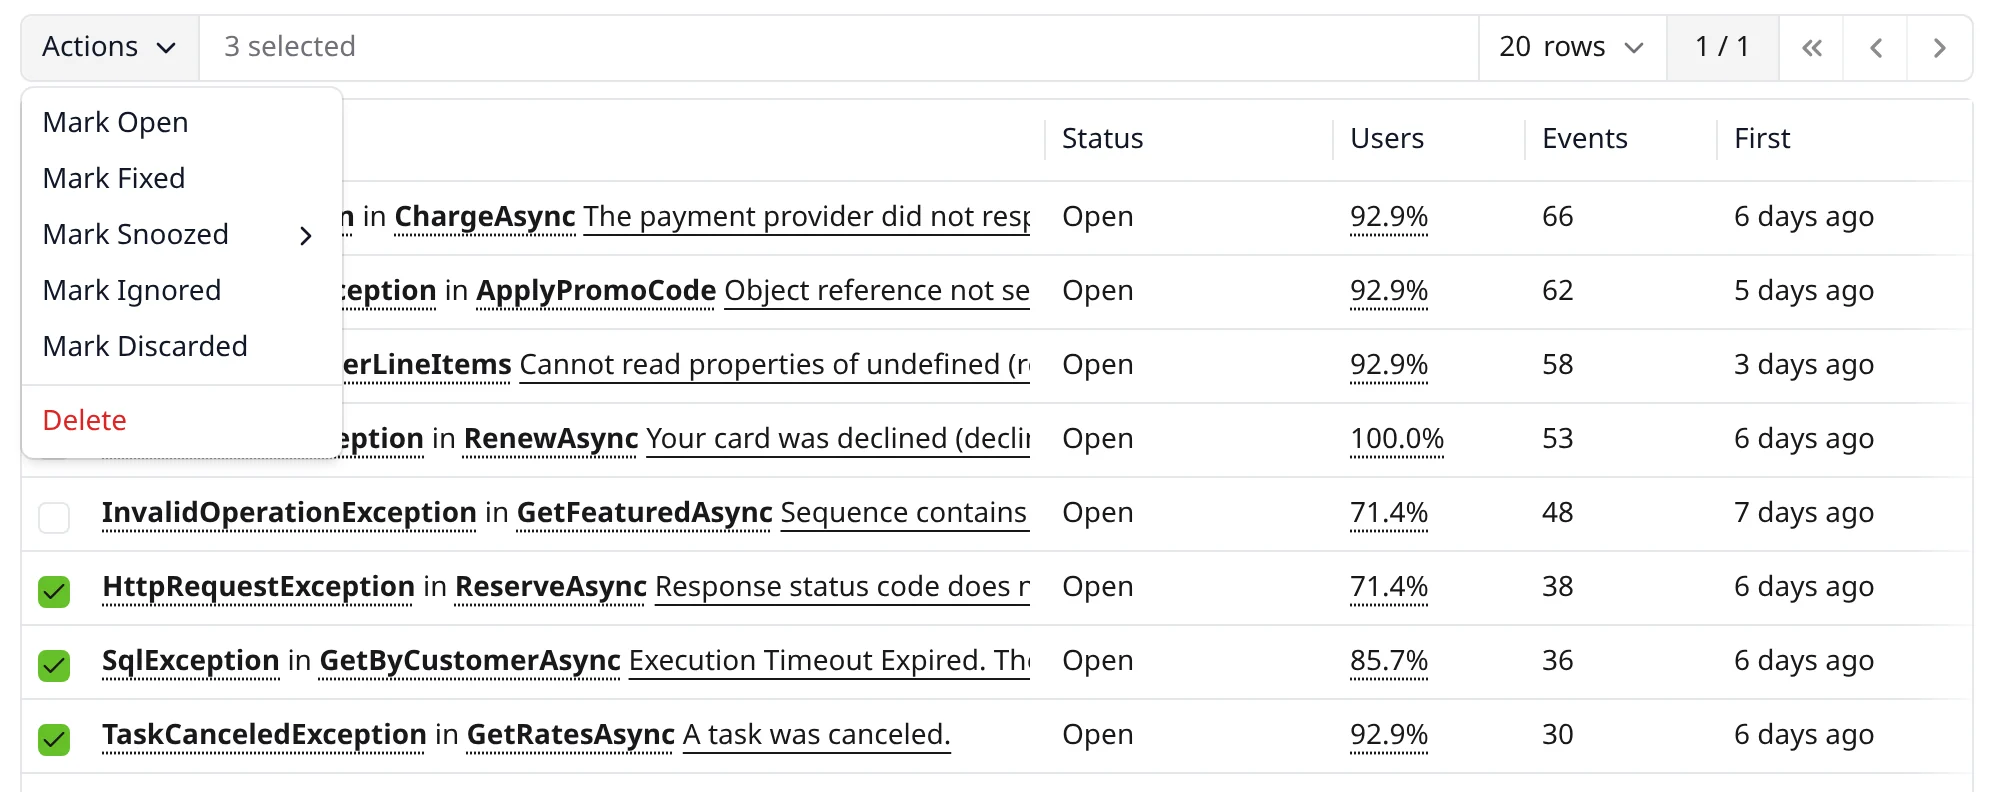 Actions 3 selected 20 rows 1 / 1
Mark Open
Mark Fixed
Mark Snoozed
Mark Ignored
Mark Discarded
Delete
Status Users Events First
in ChargeAsync The payment provider did not Open 92.9% 66 6 days ago
in ApplyPromoCode Object reference not se Open 92.9% 62 5 days ago
erLineItems Cannot read properties of undefined Open 92.9% 58 3 days ago
eption in RenewAsync Your card was declined Open 100.0% 53 6 days ago
InvalidOperationException in GetFeaturedAsync Sequence contains Open 71.4% 48 7 days ago
HttpRequestException in ReserveAsync Response status code does Open 71.4% 38 6 days ago
SqlException in GetByCustomerAsync Execution Timeout Expired. Open 85.7% 36 6 days ago
TaskCanceledException in GetRatesAsync A task was canceled. Open 92.9% 30 6 days ago